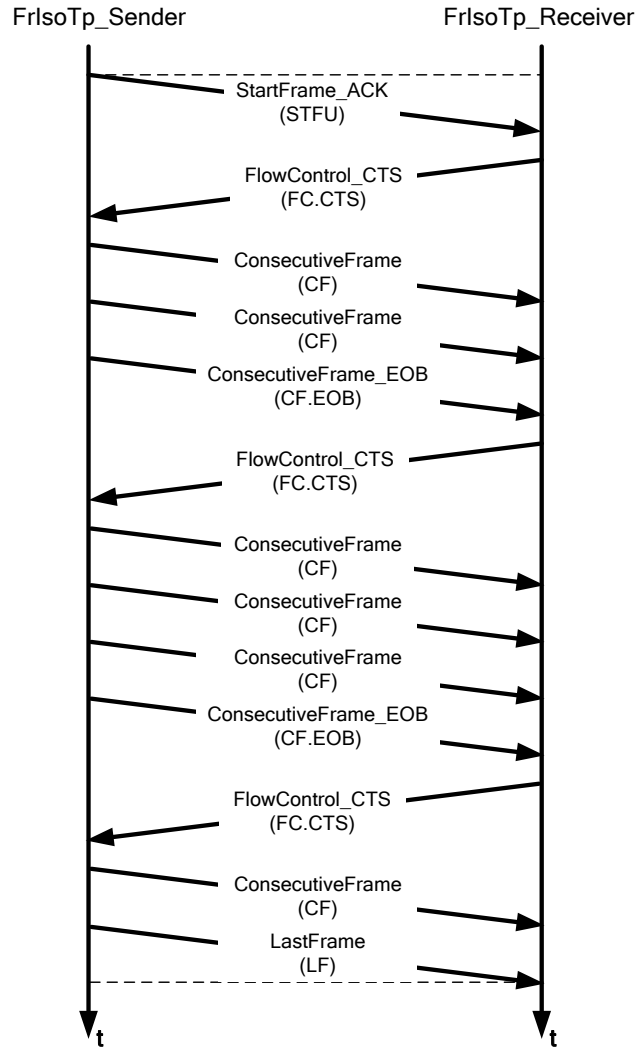 FrIsoTp_Sender
FrIsoTp_Receiver
StartFrame_ACK
(STFU)
FlowControl_CTS
(FC.CTS)
ConsecutiveFrame
(CF)
ConsecutiveFrame
(CF)
ConsecutiveFrame_EOB
(CF.EOB)
FlowControl_CTS
(FC.CTS)
ConsecutiveFrame
(CF)
ConsecutiveFrame
(CF)
ConsecutiveFrame
(CF)
ConsecutiveFrame_EOB
(CF.EOB)
FlowControl_CTS
(FC.CTS)
ConsecutiveFrame
(CF)
LastFrame
(LF)
t
t